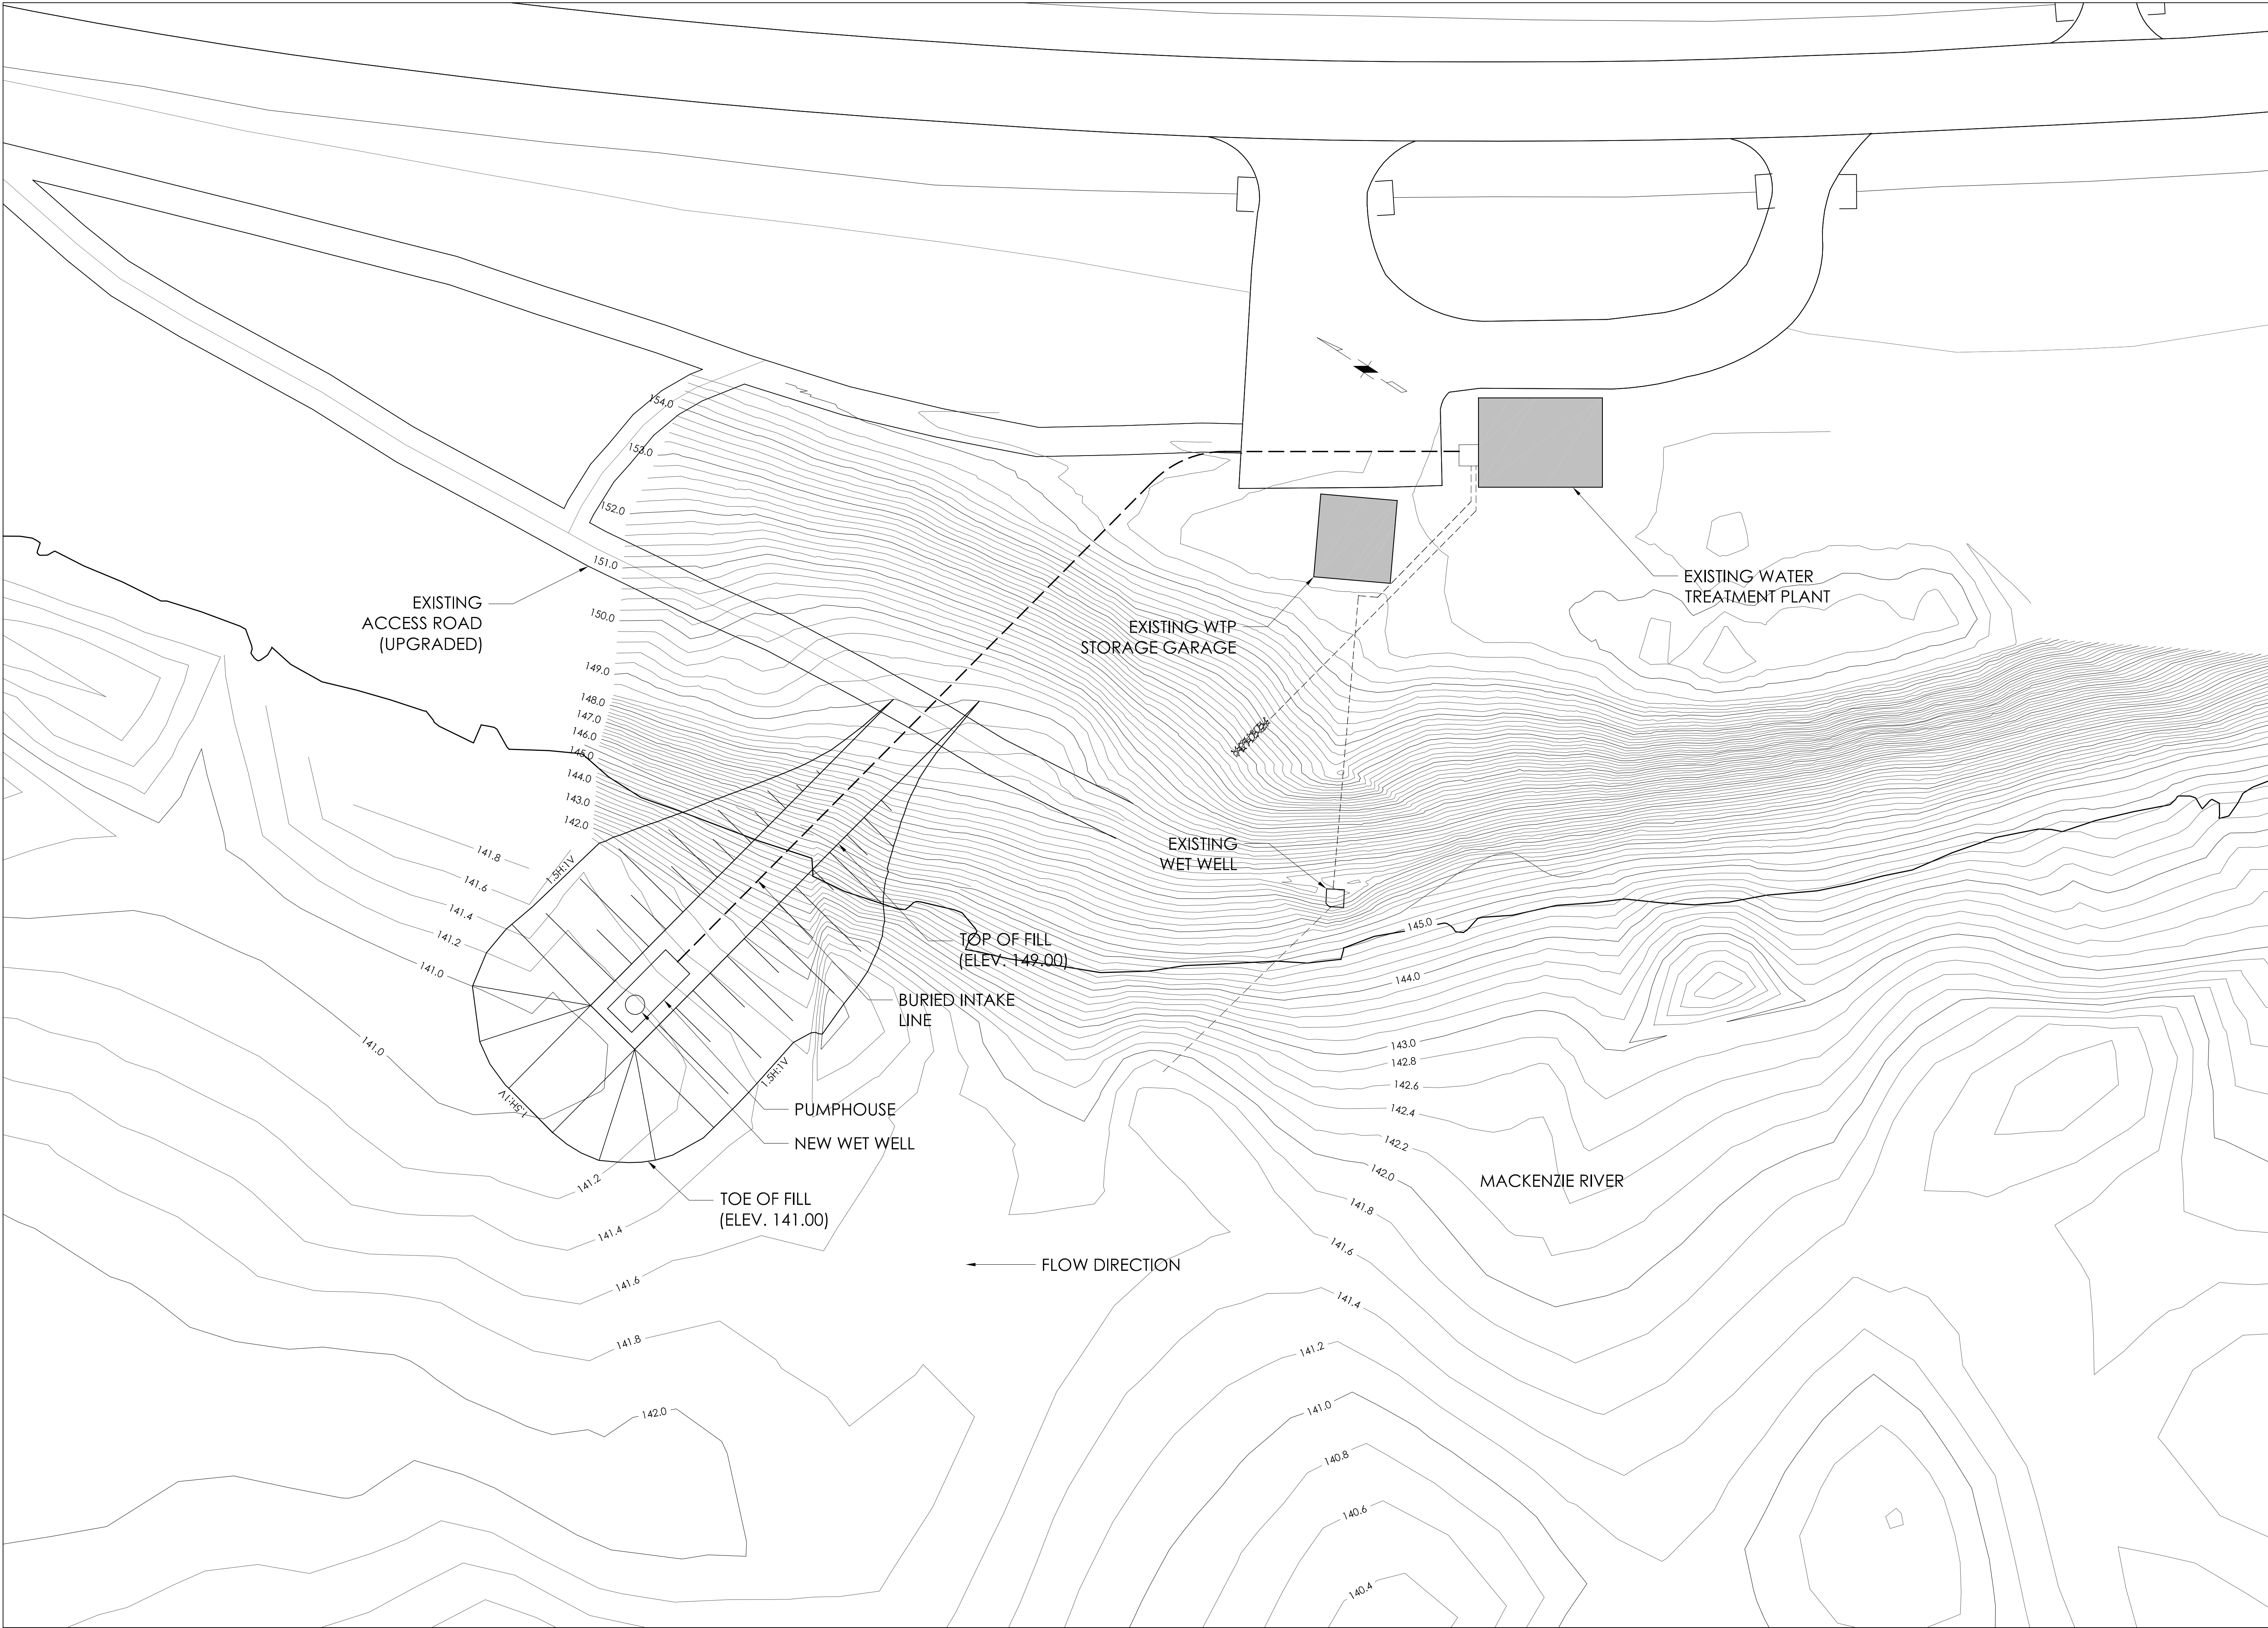 154.0
153.0
152.0
151.0
150.0
149.0
148.0
147.0
146.0
145.0
144.0
143.0
142.0
EXISTING
ACCESS ROAD
(UPGRADED)
EXISTING WTP
STORAGE GARAGE
EXISTING WATER
TREATMENT PLANT
EXISTING
WET WELL
141.8
141.6
141.4
141.2
141.0
1.5H:1V
TOP OF FILL
(ELEV. 149.00)
BURIED INTAKE
LINE
145.0
144.0
143.0
142.8
142.6
142.4
142.2
142.0
141.8
141.6
141.4
141.2
141.0
140.8
140.6
140.4
141.0
1.5H:1V
1.5H:1V
PUMPHOUSE
NEW WET WELL
MACKENZIE RIVER
141.2
TOE OF FILL
(ELEV. 141.00)
141.4
FLOW DIRECTION
141.6
141.8
142.0